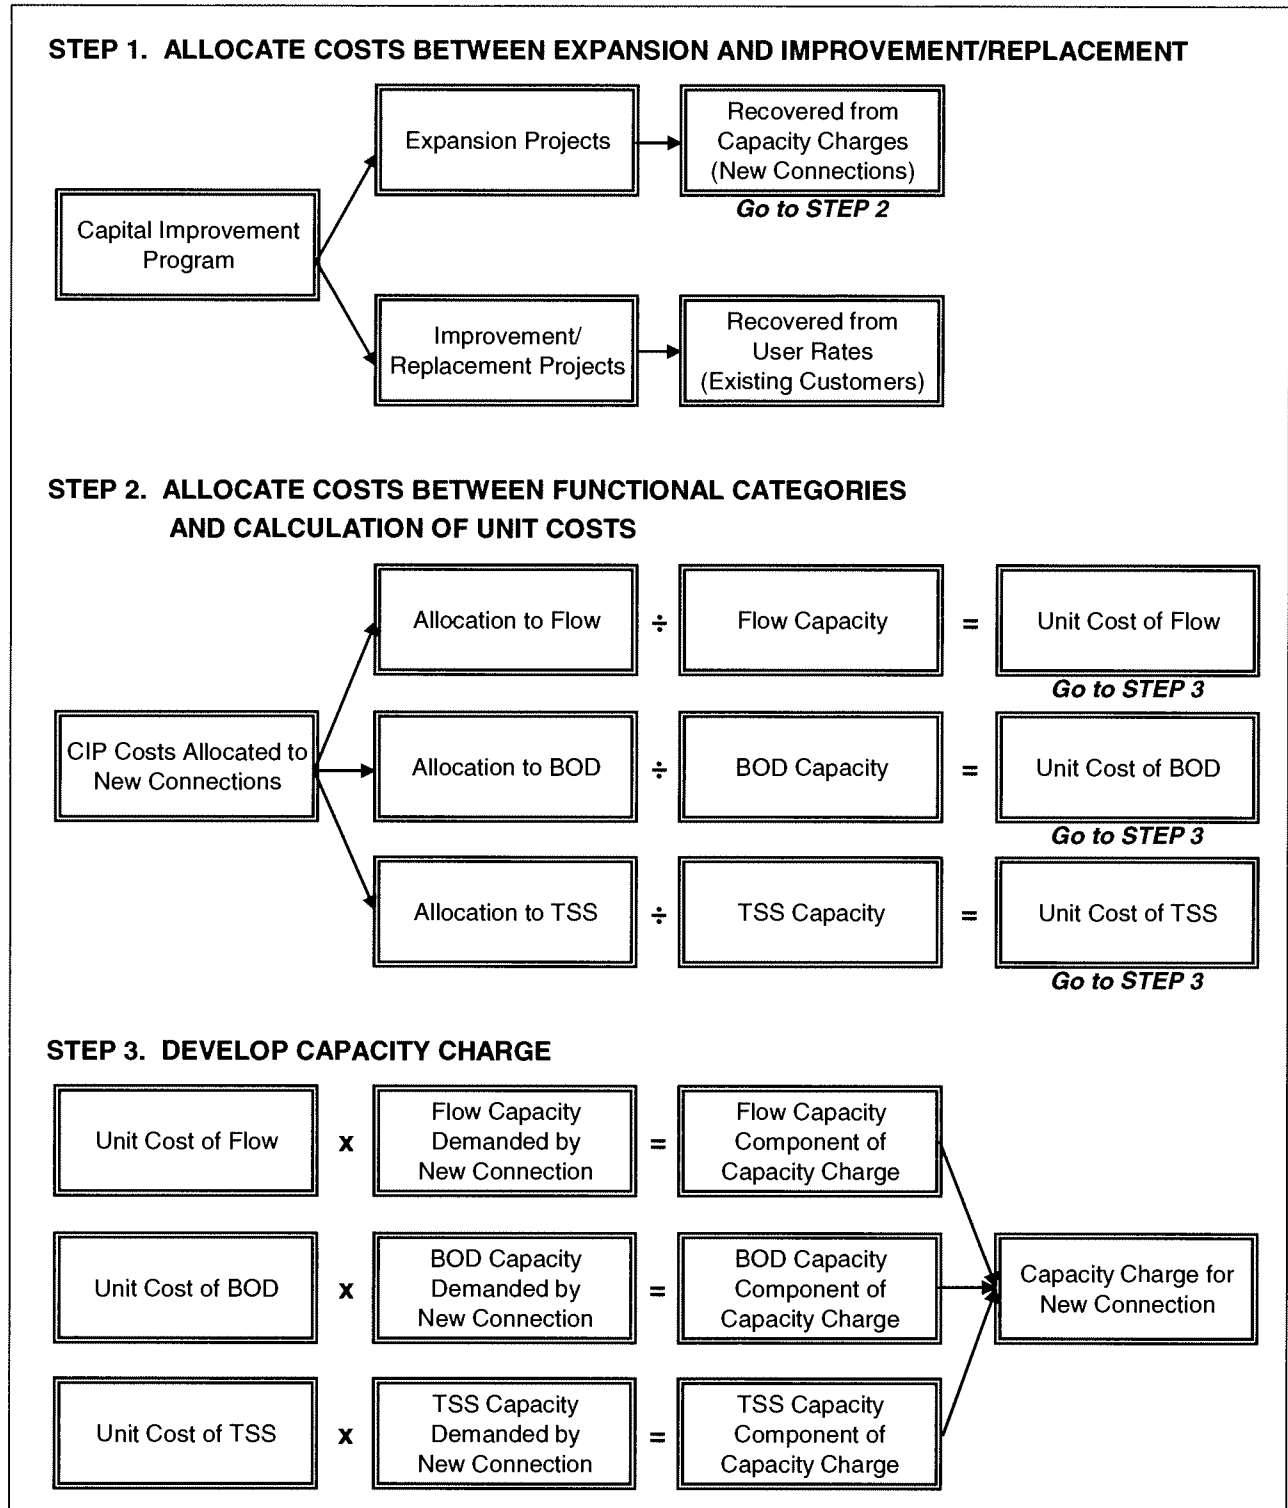 STEP 1. ALLOCATE COSTS BETWEEN EXPANSION AND IMPROVEMENT/REPLACEMENT
Expansion Projects
Recovered from
Capacity Charges
(New Connections)
Go to STEP 2
Capital Improvement
Program
Improvement/
Replacement Projects
Recovered from
User Rates
(Existing Customers)
STEP 2. ALLOCATE COSTS BETWEEN FUNCTIONAL CATEGORIES
AND CALCULATION OF UNIT COSTS
Allocation to Flow ÷ Flow Capacity = Unit Cost of Flow
Go to STEP 3
CIP Costs Allocated to
New Connections
Allocation to BOD ÷ BOD Capacity = Unit Cost of BOD
Go to STEP 3
Allocation to TSS ÷ TSS Capacity = Unit Cost of TSS
Go to STEP 3
STEP 3. DEVELOP CAPACITY CHARGE
Unit Cost of Flow
x
Flow Capacity
Demanded by
New Connection
=
Flow Capacity
Component of
Capacity Charge
Unit Cost of BOD
x
BOD Capacity
Demanded by
New Connection
=
BOD Capacity
Component of
Capacity Charge
Capacity Charge for
New Connection
Unit Cost of TSS
x
TSS Capacity
Demanded by
New Connection
=
TSS Capacity
Component of
Capacity Charge